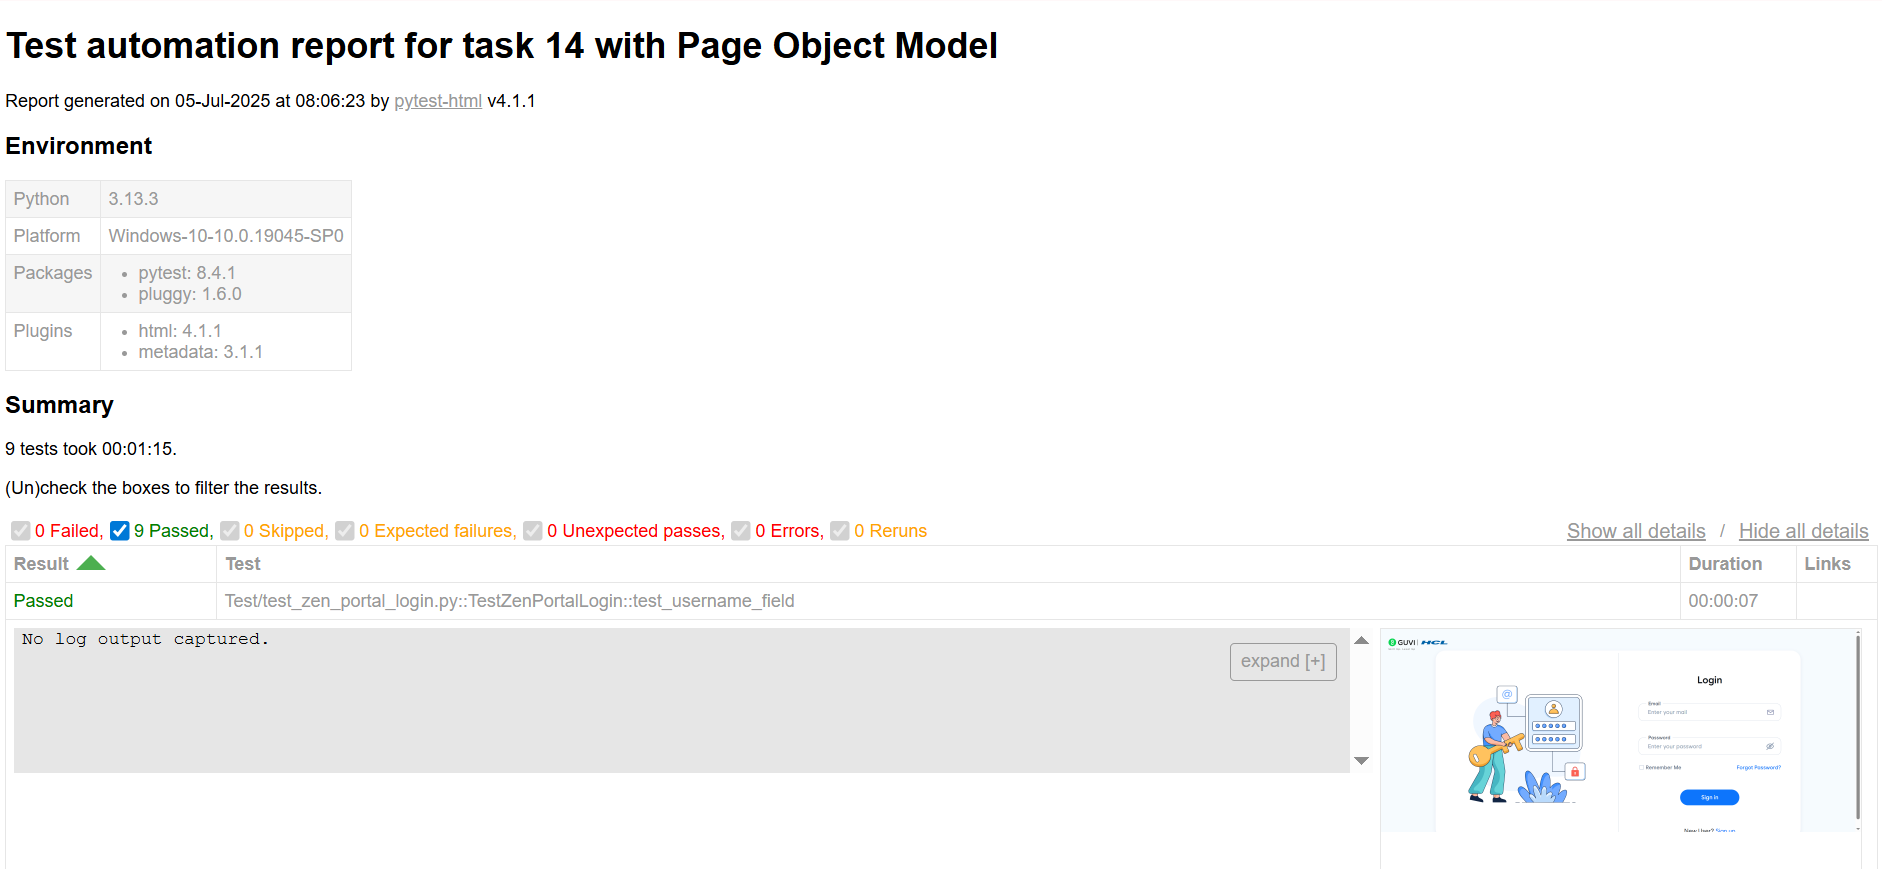 Test automation report for task 14 with Page Object Model
Report generated on 05-Jul-2025 at 08:06:23 by pytest-html v4.1.1
Environment
Python 3.13.3
Platform Windows-10-10.0.19045-SP0
Packages
pytest: 8.4.1
pluggy: 1.6.0
Plugins
html: 4.1.1
metadata: 3.1.1
Summary
9 tests took 00:01:15.
(Un)check the boxes to filter the results.
0 Failed, 9 Passed, 0 Skipped, 0 Expected failures, 0 Unexpected passes, 0 Errors, 0 Reruns Show all details / Hide all details
Result Test Duration Links
Passed Test/test_zen_portal_login.py::TestZenPortalLogin::test_username_field 00:00:07
No log output captured.
expand [+]
GUVI HCL
Login
Email
Enter your mail
Password
Enter your password
Remember Me Forgot Password?
Sign in
New User? Sign up